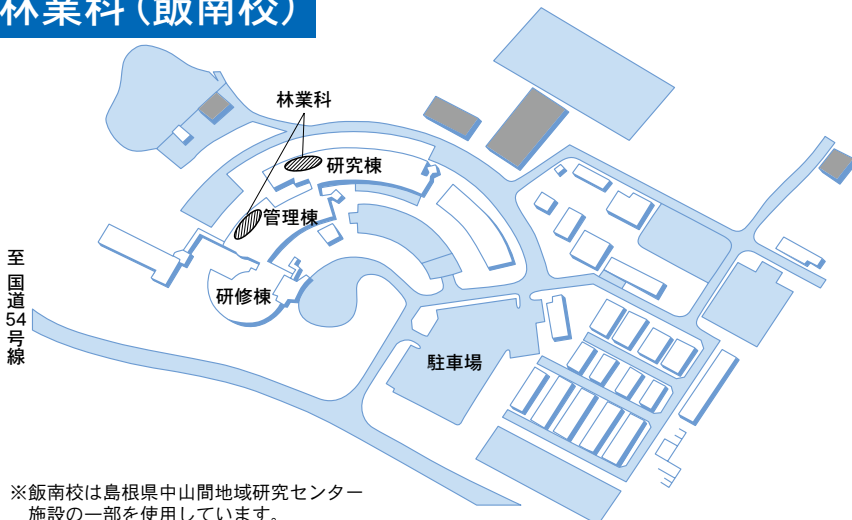 林業科（飯南校）
林業科
研究棟
管理棟
研修棟
至 国道54号線
駐車場
※飯南校は島根県中山間地域研究センター
施設の一部を使用しています。